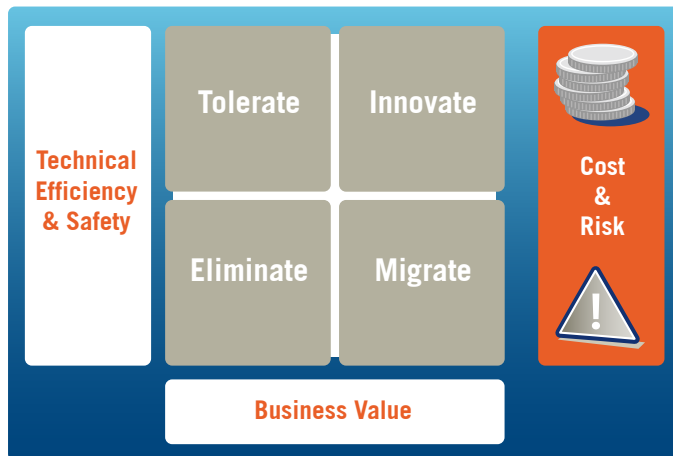 Technical
Efficiency
& Safety
Tolerate
Innovate
Eliminate
Migrate
Business Value
Cost
&
Risk
!